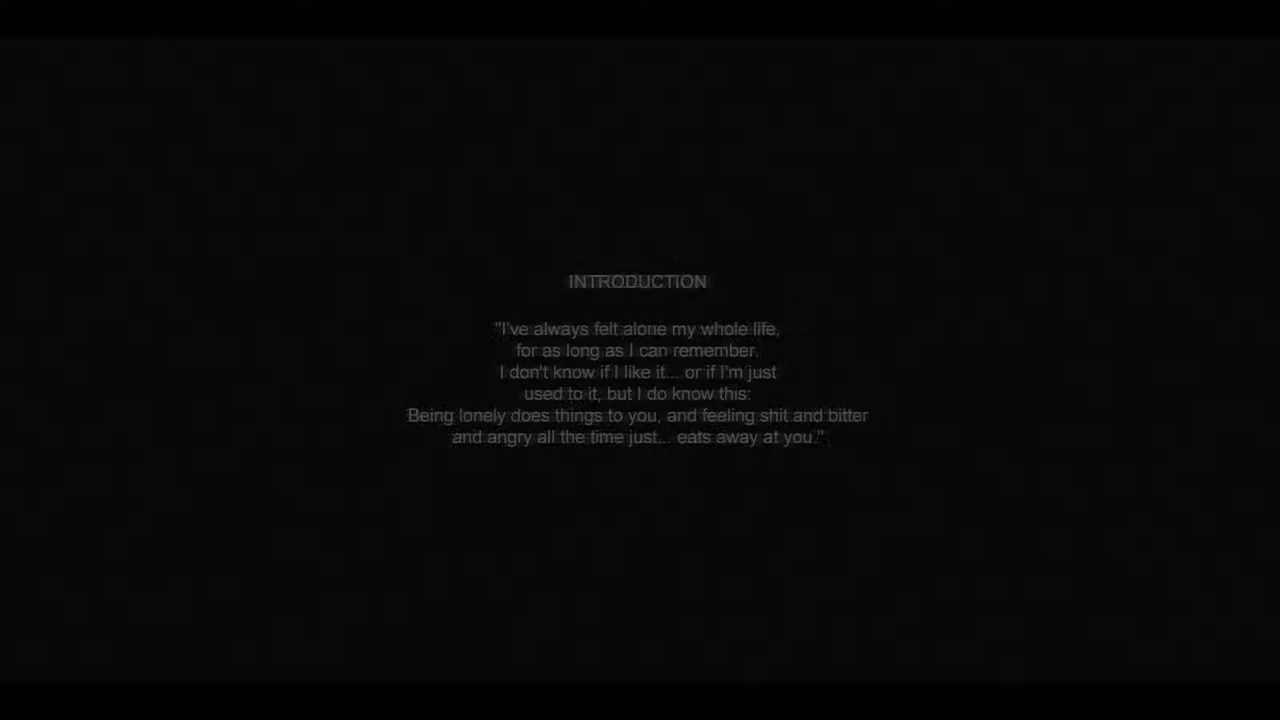 INTRODUCTION
"I've always felt alone my whole life,
for as long as I can remember.
I don't know if I like it... or if I'm just
used to it, but I do know this:
Being lonely does things to you, and feeling shit and bitter
and angry all the time just... eats away at you."